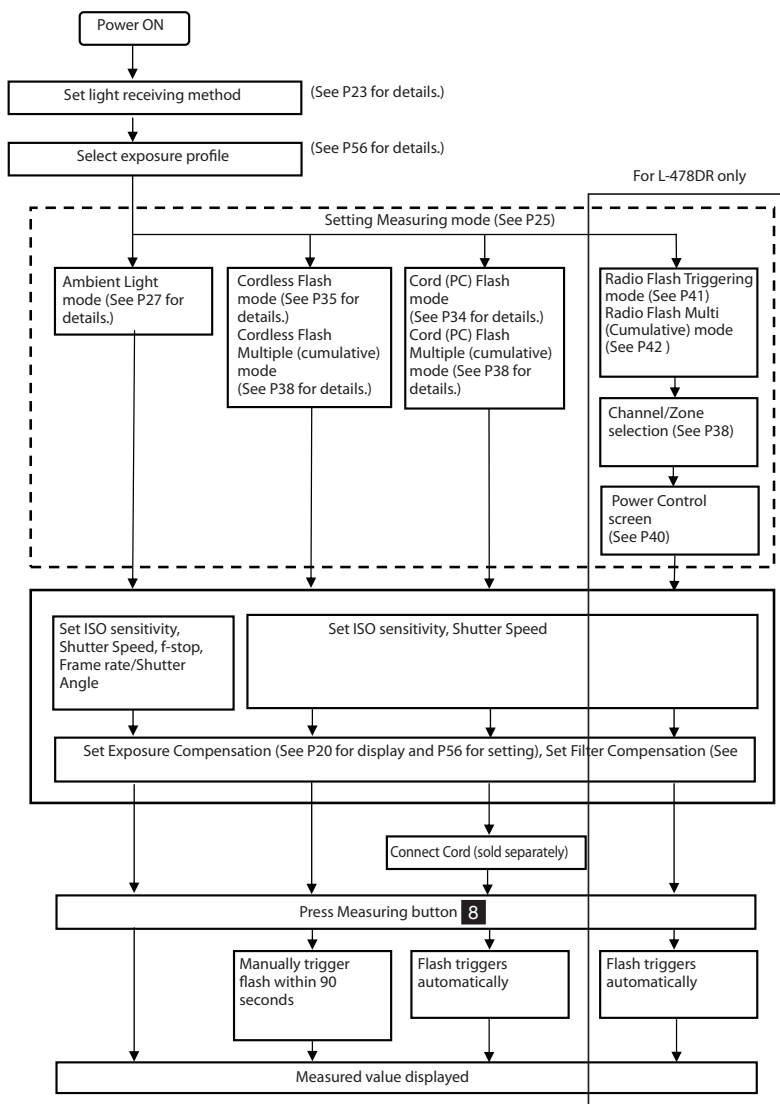 Power ON
Set light receiving method
(See P23 for details.)
Select exposure profile
(See P56 for details.)
For L-478DR only
Setting Measuring mode (See P25)
Ambient Light
mode (See P27 for
details.)
Cordless Flash
mode (See P35 for
details.)
Cordless Flash
Multiple (cumulative)
mode
(See P38 for details.)
Cord (PC) Flash
mode
(See P34 for details.)
Cord (PC) Flash
Multiple (cumulative)
mode (See P38 for
details.)
Radio Flash Triggering
mode (See P41)
Radio Flash Multi
(Cumulative) mode
(See P42 )
Channel/Zone
selection (See P38)
Power Control
screen
(See P40)
Set ISO sensitivity,
Shutter Speed, f-stop,
Frame rate/Shutter
Angle
Set ISO sensitivity, Shutter Speed
Set Exposure Compensation (See P20 for display and P56 for setting), Set Filter Compensation (See
Connect Cord (sold separately)
Press Measuring button 8
Manually trigger
flash within 90
seconds
Flash triggers
automatically
Flash triggers
automatically
Measured value displayed